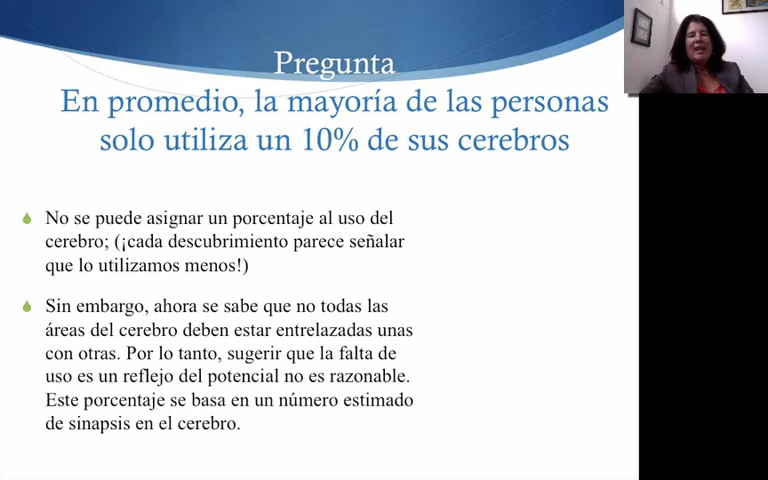 Pregunta
En promedio, la mayoría de las personas
solo utiliza un 10% de sus cerebros
No se puede asignar un porcentaje al uso del
cerebro; (¡cada descubrimiento parece señalar
que lo utilizamos menos!)
Sin embargo, ahora se sabe que no todas las
áreas del cerebro deben estar entrelazadas unas
con otras. Por lo tanto, sugerir que la falta de
uso es un reflejo del potencial no es razonable.
Este porcentaje se basa en un número estimado
de sinapsis en el cerebro.